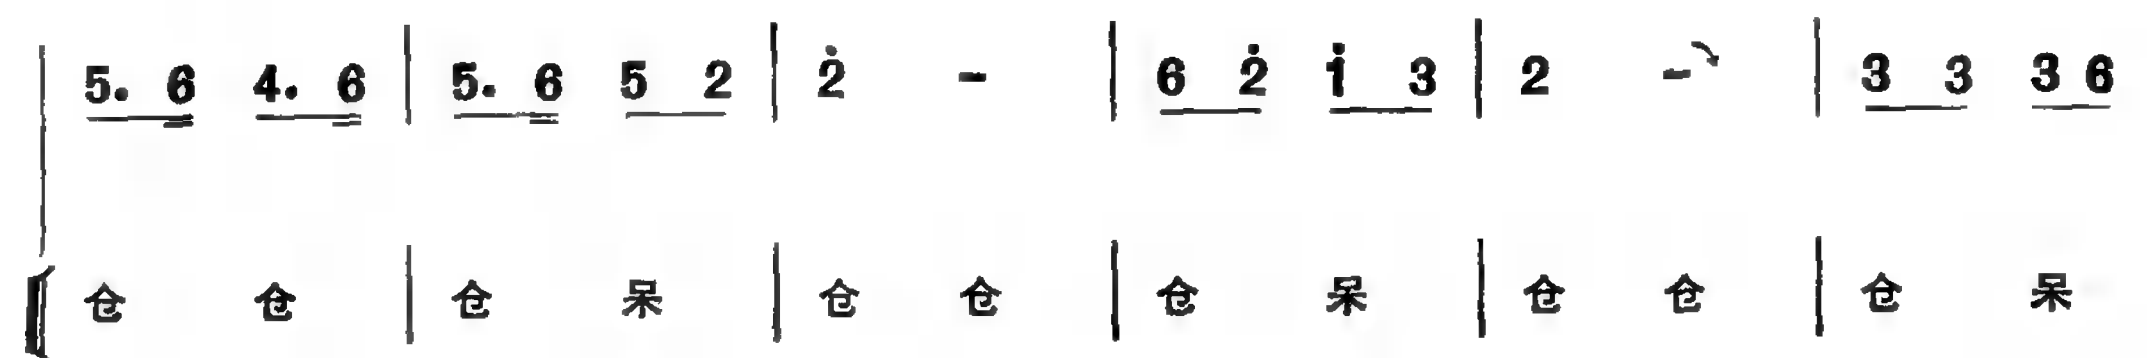 5. 6 4. 6 | 5. 6 5 2 | 2̇ - | 6 2̇ 1̇ 3 | 2 - | 3 3 3 6
仓 仓 | 仓 呆 | 仓 仓 | 仓 呆 | 仓 仓 | 仓 呆